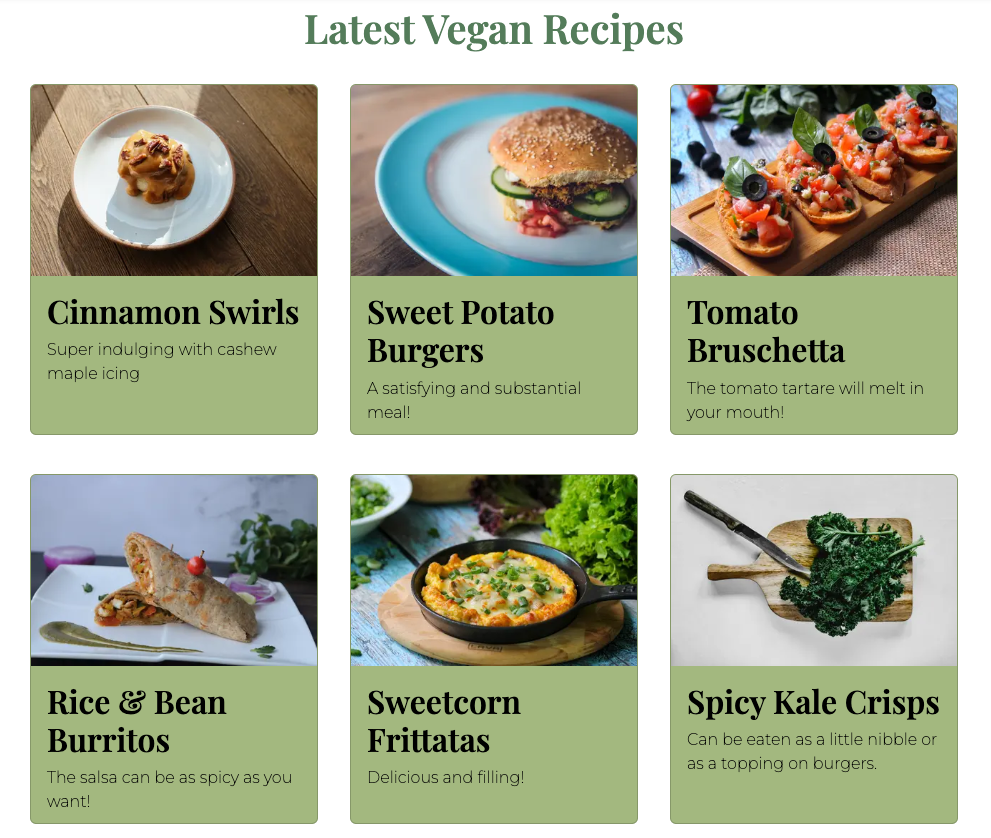 Latest Vegan Recipes
Cinnamon Swirls
Super indulging with cashew
maple icing
Sweet Potato
Burgers
A satisfying and substantial
meal!
Tomato
Bruschetta
The tomato tartare will melt in
your mouth!
Rice & Bean
Burritos
The salsa can be as spicy as you
want!
Sweetcorn
Frittatas
Delicious and filling!
Spicy Kale Crisps
Can be eaten as a little nibble or
as a topping on burgers.